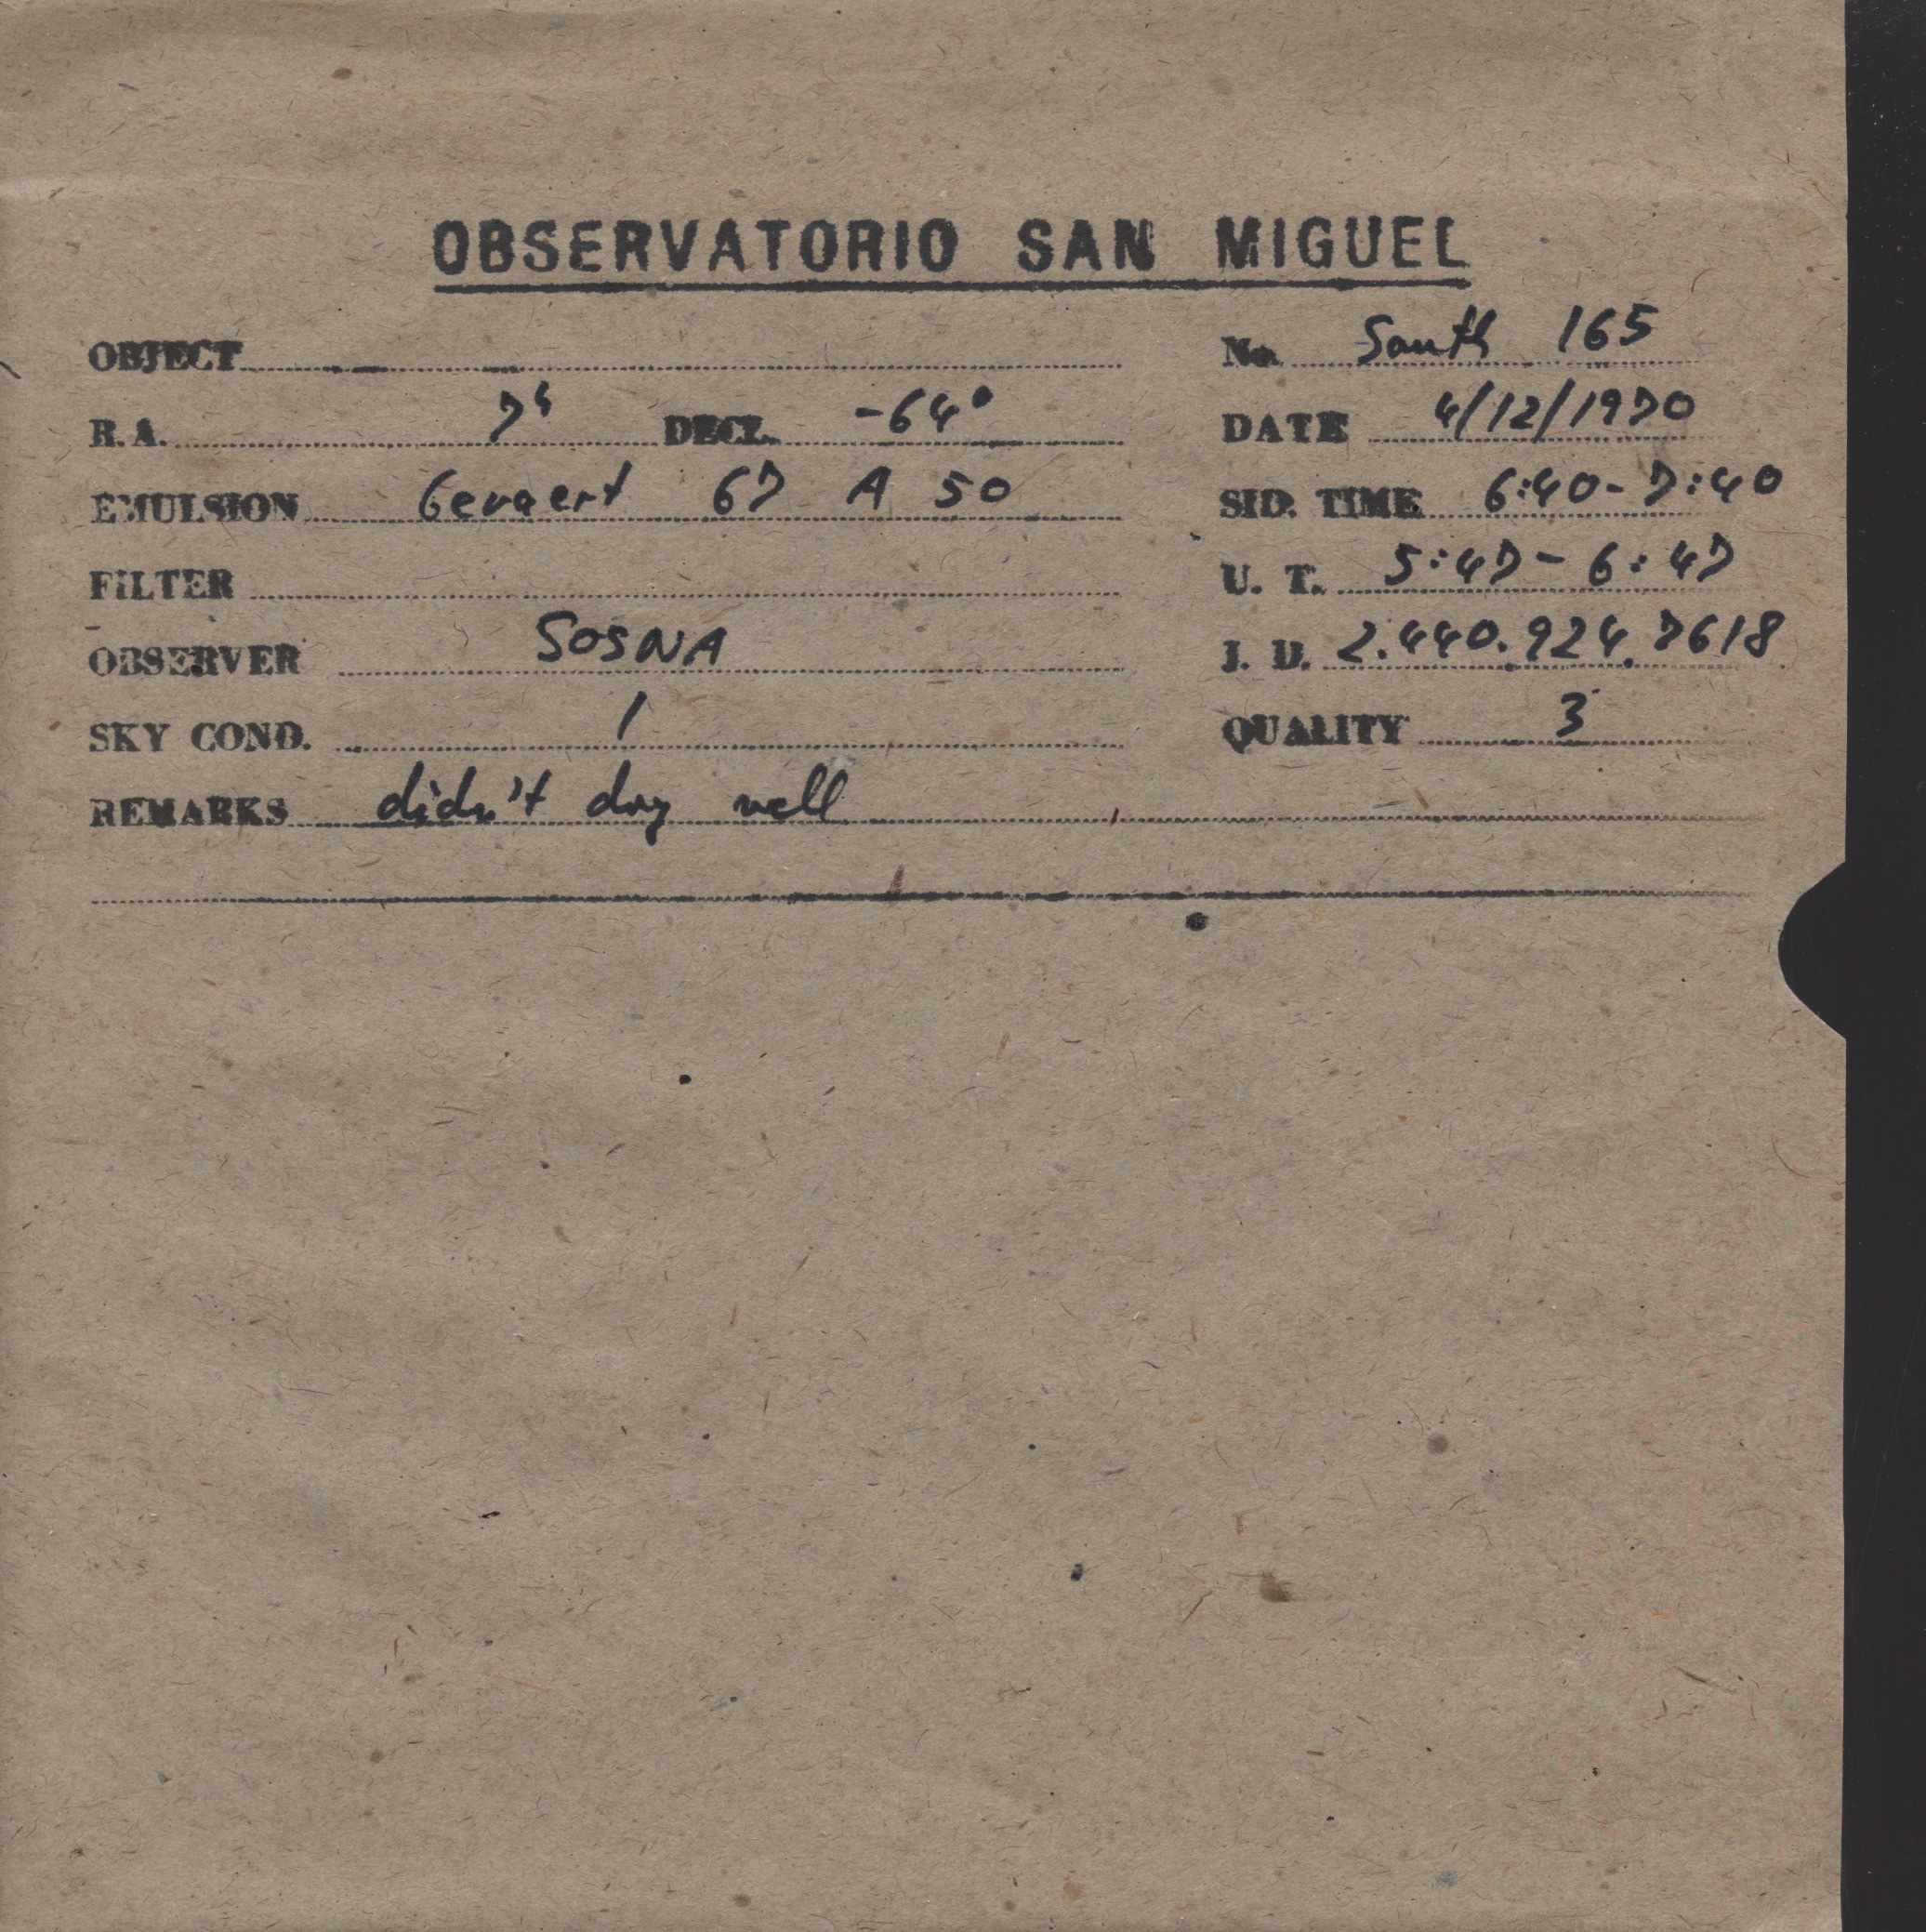 OBSERVATORIO SAN MIGUEL
OBJECT
No. South 165
R.A. 7h DECL. -64°
DATE 4/12/1970
EMULSION Gevaert 67 A 50
SID. TIME 6:40-7:40
FILTER
U. T. 5:47-6:47
OBSERVER SOSNA
J. D. 2.440.924.7618
SKY COND. 1
QUALITY 3
REMARKS didn't dry well